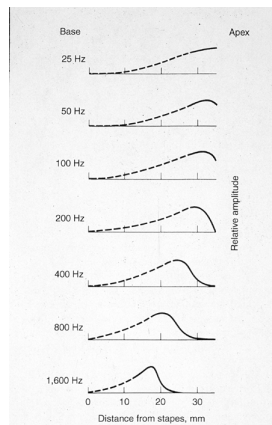 Base Apex
25 Hz
50 Hz
100 Hz
200 Hz
400 Hz
800 Hz
1,600 Hz
0 10 20 30
Distance from stapes, mm
Relative amplitude